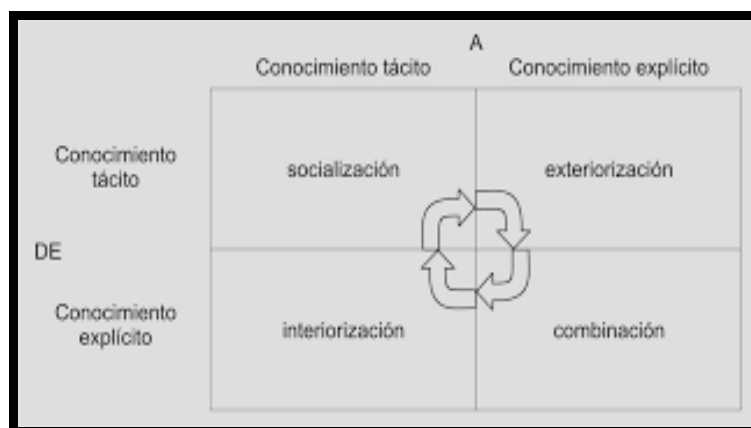 A
Conocimiento tácito Conocimiento explícito
Conocimiento
tácito
socialización exteriorización
DE
Conocimiento
explícito
interiorización combinación